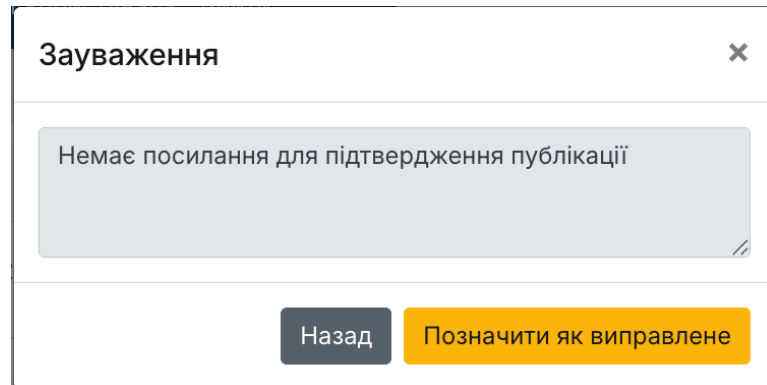 Зауваження
×
Немає посилання для підтвердження публікації
Назад
Позначити як виправлене